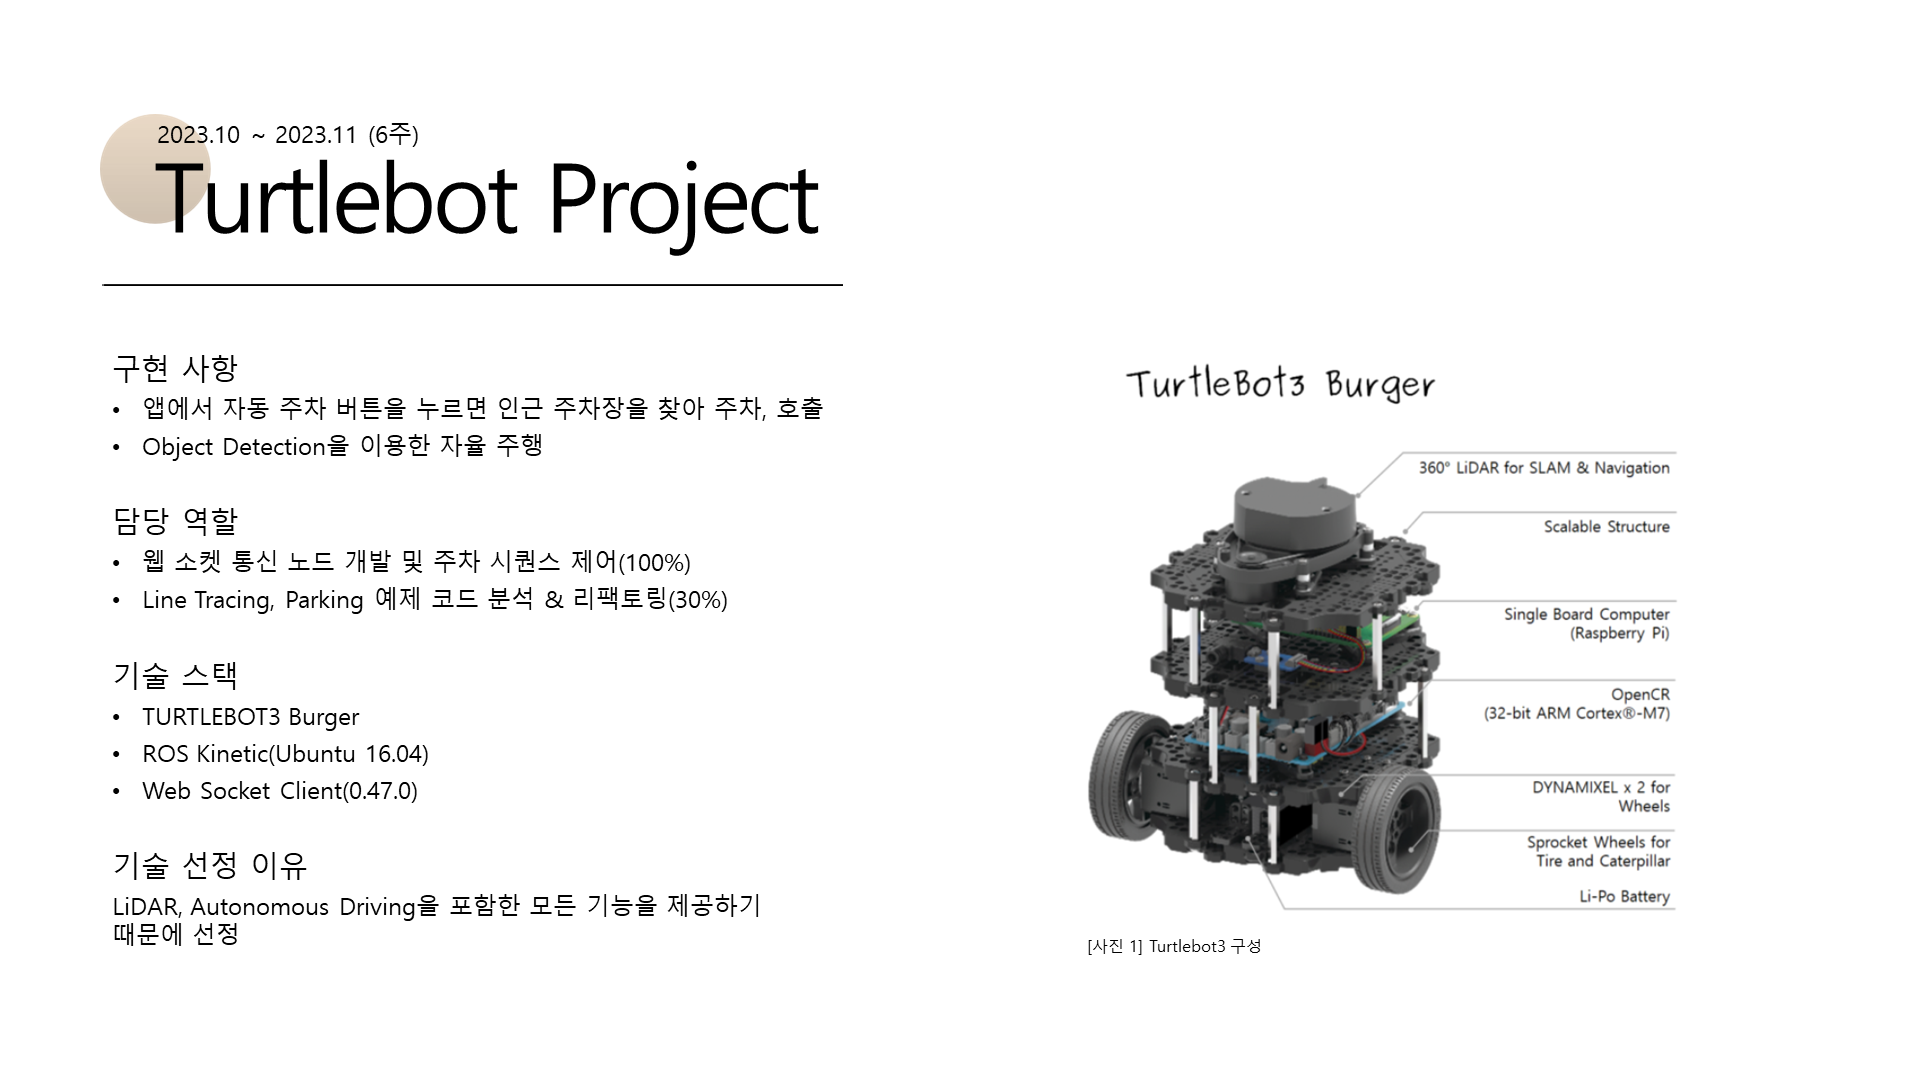 2023.10 ~ 2023.11 (6주)
Turtlebot Project
구현 사항
• 앱에서 자동 주차 버튼을 누르면 인근 주차장을 찾아 주차, 호출
• Object Detection을 이용한 자율 주행
담당 역할
• 웹 소켓 통신 노드 개발 및 주차 시퀀스 제어(100%)
• Line Tracing, Parking 예제 코드 분석 & 리팩토링(30%)
기술 스택
• TURTLEBOT3 Burger
• ROS Kinetic(Ubuntu 16.04)
• Web Socket Client(0.47.0)
기술 선정 이유
LiDAR, Autonomous Driving을 포함한 모든 기능을 제공하기
때문에 선정
TurtleBot3 Burger
360° LiDAR for SLAM & Navigation
Scalable Structure
Single Board Computer
(Raspberry Pi)
OpenCR
(32-bit ARM Cortex®-M7)
DYNAMIXEL x 2 for
Wheels
Sprocket Wheels for
Tire and Caterpillar
Li-Po Battery
[사진 1] Turtlebot3 구성